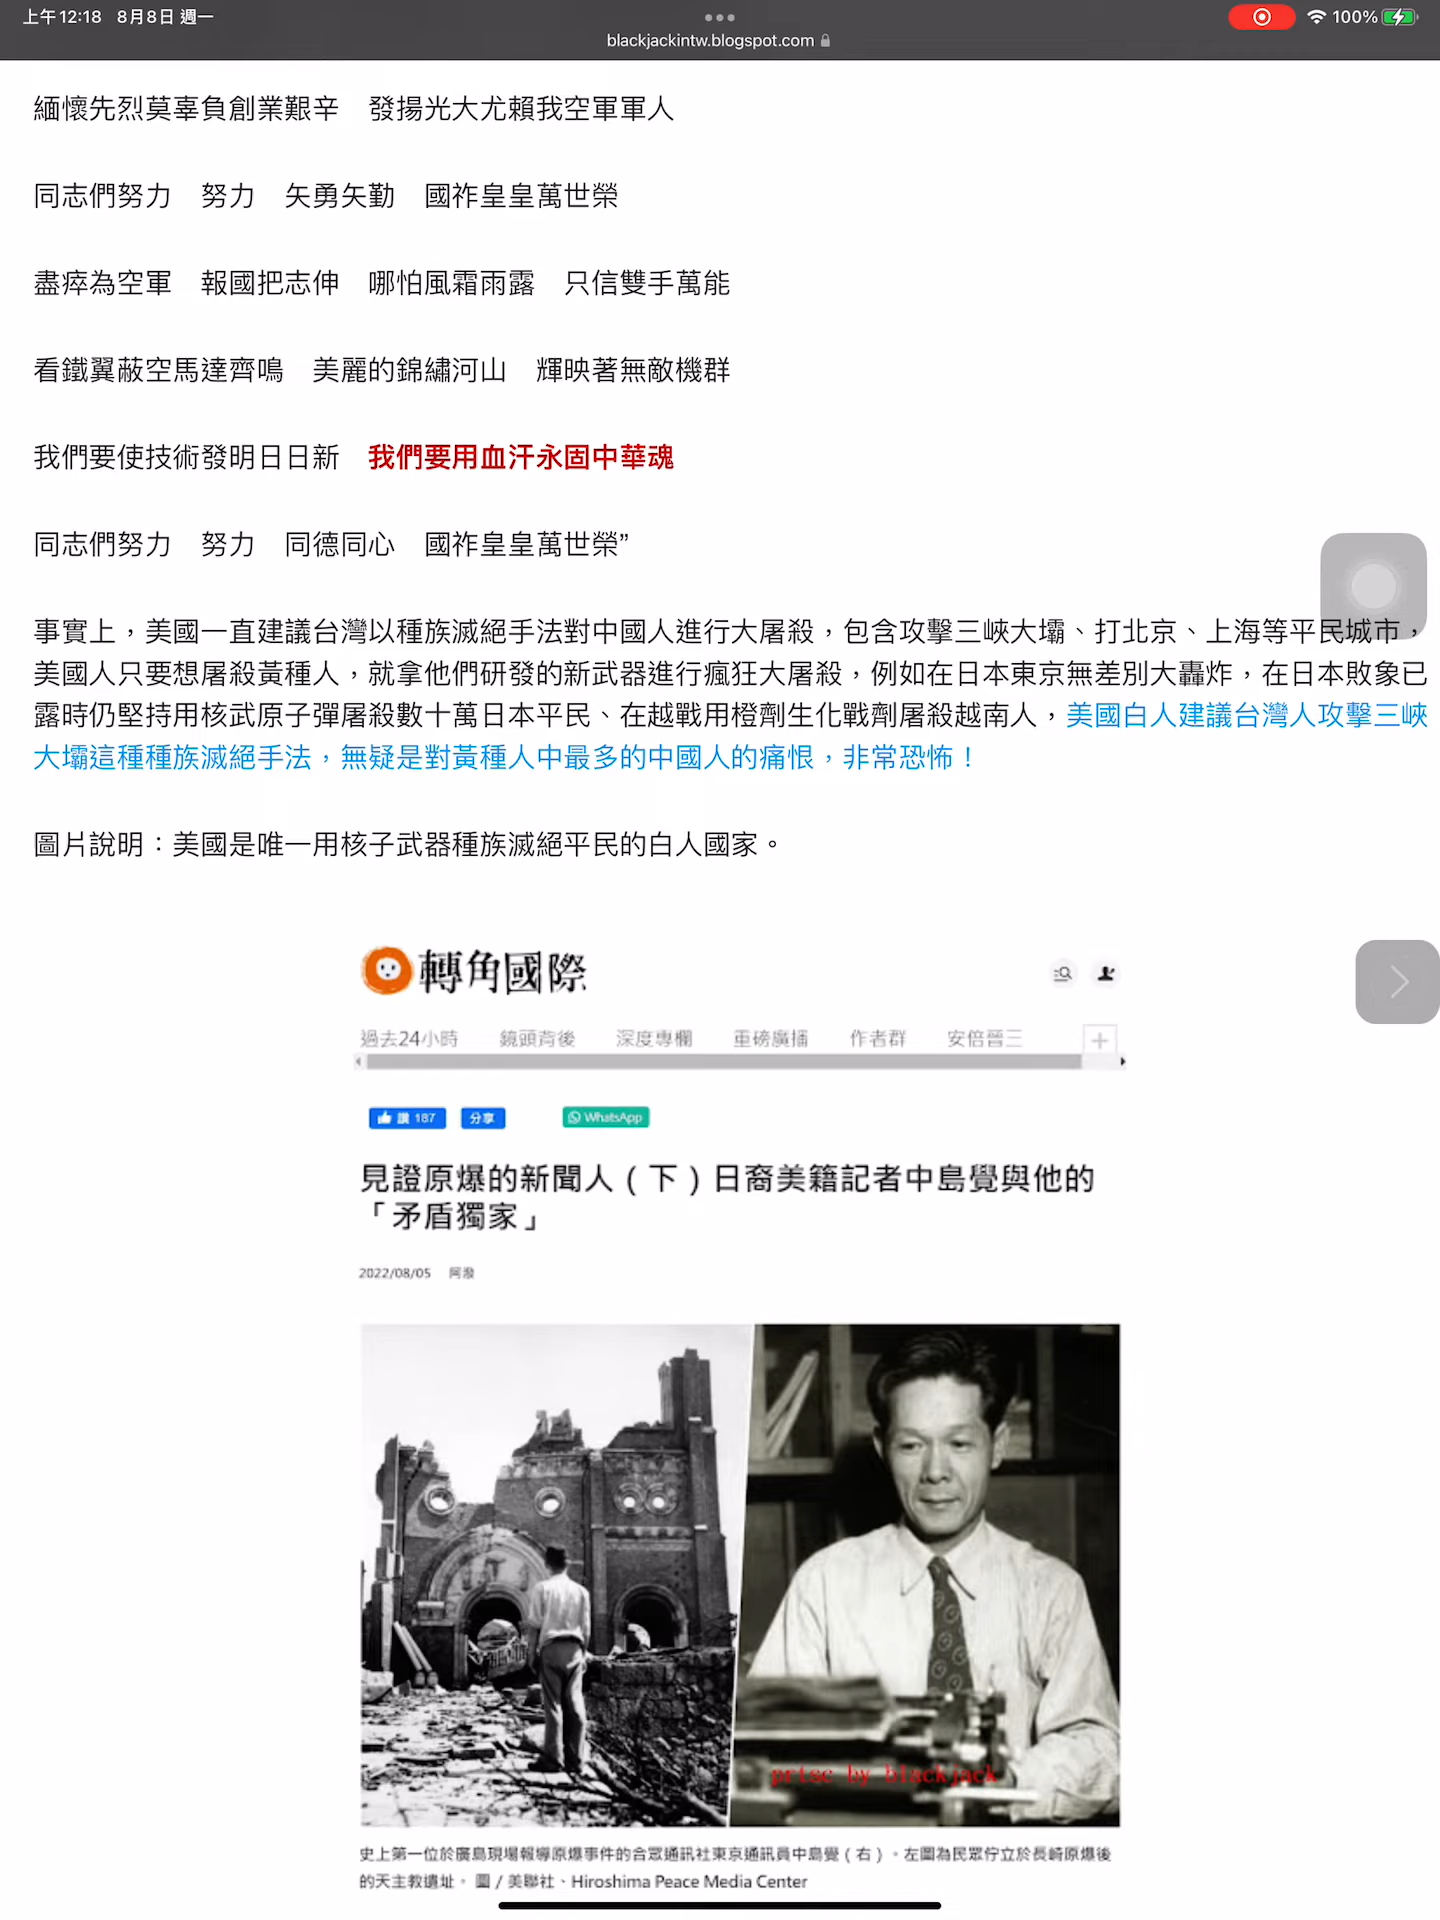 上午12:18 8月8日 週一
100%
blackjackintw.blogspot.com
緬懷先烈莫辜負創業艱辛　發揚光大尤賴我空軍軍人
同志們努力　努力　矢勇矢勤　國祚皇皇萬世榮
盡瘁為空軍　報國把志伸　哪怕風霜雨露　只信雙手萬能
看鐵翼蔽空馬達齊鳴　美麗的錦繡河山　輝映著無敵機群
我們要使技術發明日日新　我們要用血汗永固中華魂
同志們努力　努力　同德同心　國祚皇皇萬世榮”
事實上，美國一直建議台灣以種族滅絕手法對中國人進行大屠殺，包含攻擊三峽大壩、打北京、上海等平民城市，
美國人只要想屠殺黃種人，就拿他們研發的新武器進行瘋狂大屠殺，例如在日本東京無差別大轟炸，在日本敗象已
露時仍堅持用核武原子彈屠殺數十萬日本平民、在越戰用橙劑生化戰劑屠殺越南人，美國白人建議台灣人攻擊三峽
大壩這種種族滅絕手法，無疑是對黃種人中最多的中國人的痛恨，非常恐怖！
圖片說明：美國是唯一用核子武器種族滅絕平民的白人國家。
轉角國際
過去24小時 鏡頭背後 深度專欄 重磅廣播 作者群 安倍晉三
讚 187 分享 WhatsApp
見證原爆的新聞人（下）日裔美籍記者中島覺與他的
「矛盾獨家」
2022/08/05 阿潑
prtsc by blackjack
史上第一位於廣島現場報導原爆事件的合眾通訊社東京通訊員中島覺（右）。左圖為民眾佇立於長崎原爆後
的天主教遺址。 圖／美聯社、Hiroshima Peace Media Center